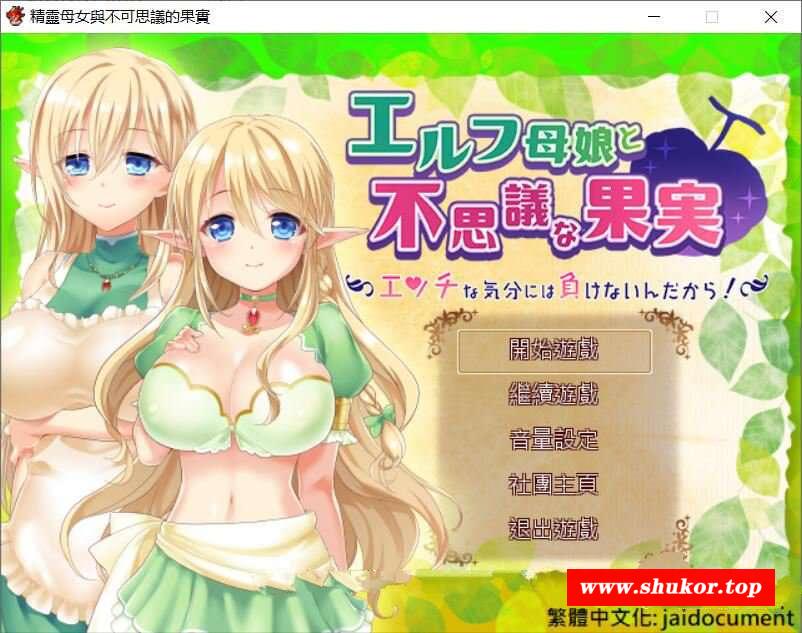 精靈母女與不可思議的果實
エルフ母娘と
不思議な果実
エッチな気分には負けないんだから！
開始遊戲
繼續遊戲
音量設定
社團主頁
退出遊戲
www.shukor.top
繁體中文化: jaidocument